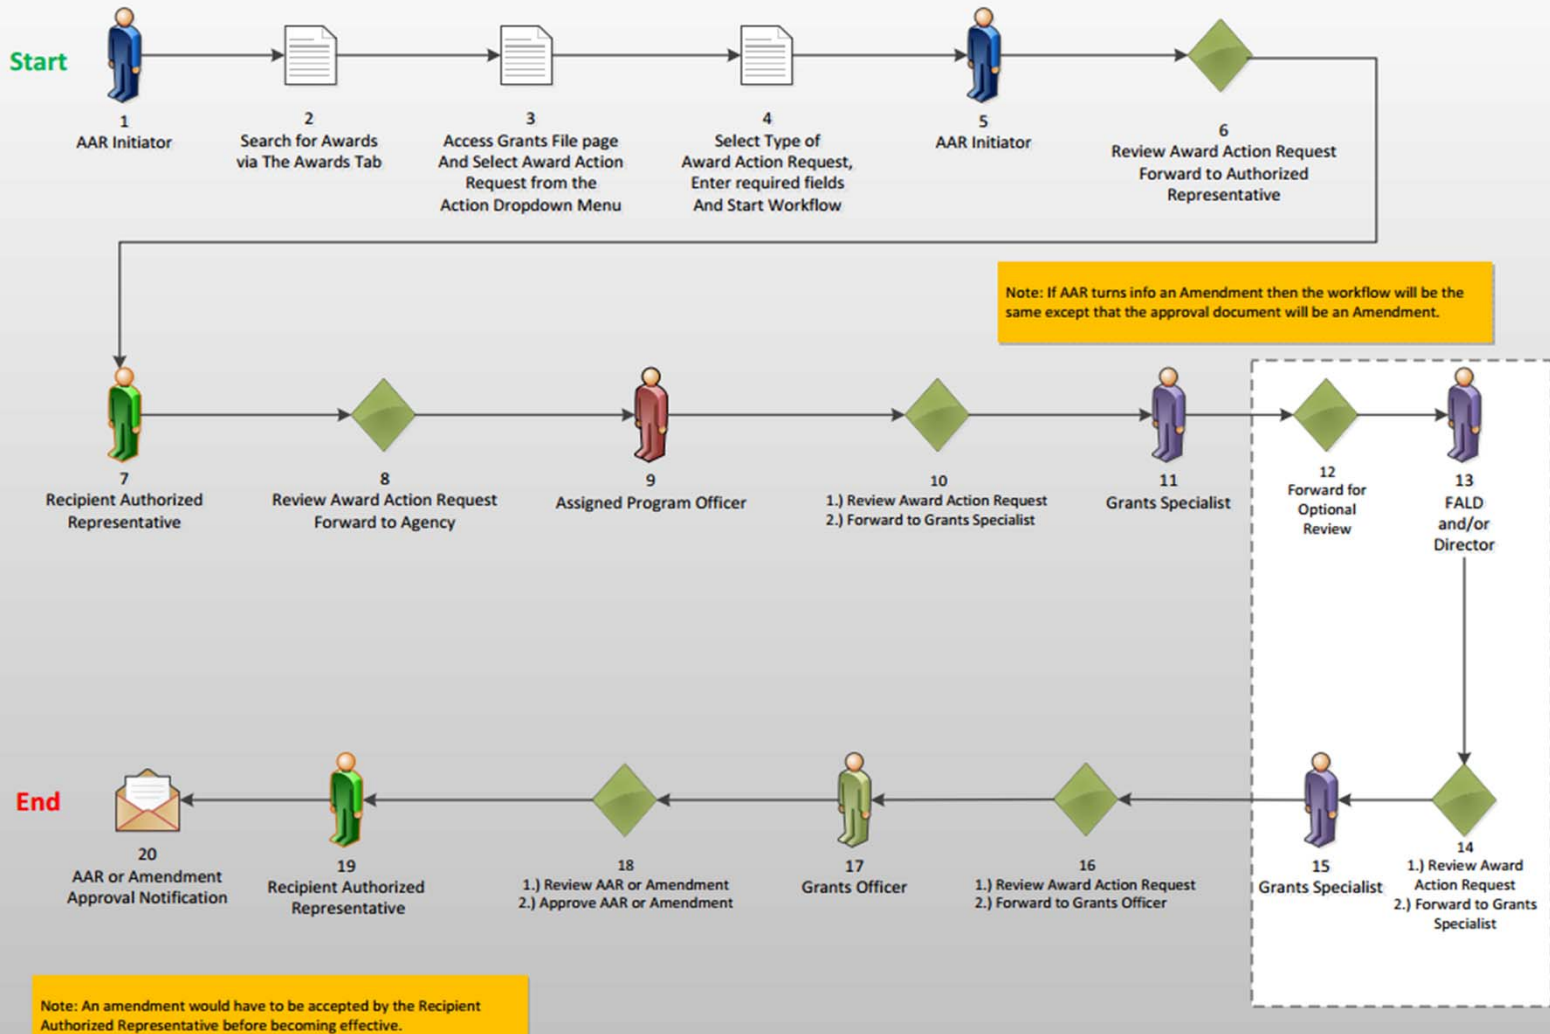 Start
1
AAR Initiator
2
Search for Awards
via The Awards Tab
3
Access Grants File page
And Select Award Action
Request from the
Action Dropdown Menu
4
Select Type of
Award Action Request,
Enter required fields
And Start Workflow
5
AAR Initiator
6
Review Award Action Request
Forward to Authorized
Representative
Note: If AAR turns info an Amendment then the workflow will be the
same except that the approval document will be an Amendment.
7
Recipient Authorized
Representative
8
Review Award Action Request
Forward to Agency
9
Assigned Program Officer
10
1.) Review Award Action Request
2.) Forward to Grants Specialist
11
Grants Specialist
12
Forward for
Optional
Review
13
FALD
and/or
Director
End
20
AAR or Amendment
Approval Notification
19
Recipient Authorized
Representative
18
1.) Review AAR or Amendment
2.) Approve AAR or Amendment
17
Grants Officer
16
1.) Review Award Action Request
2.) Forward to Grants Officer
15
Grants Specialist
14
1.) Review Award
Action Request
2.) Forward to Grants
Specialist
Note: An amendment would have to be accepted by the Recipient
Authorized Representative before becoming effective.